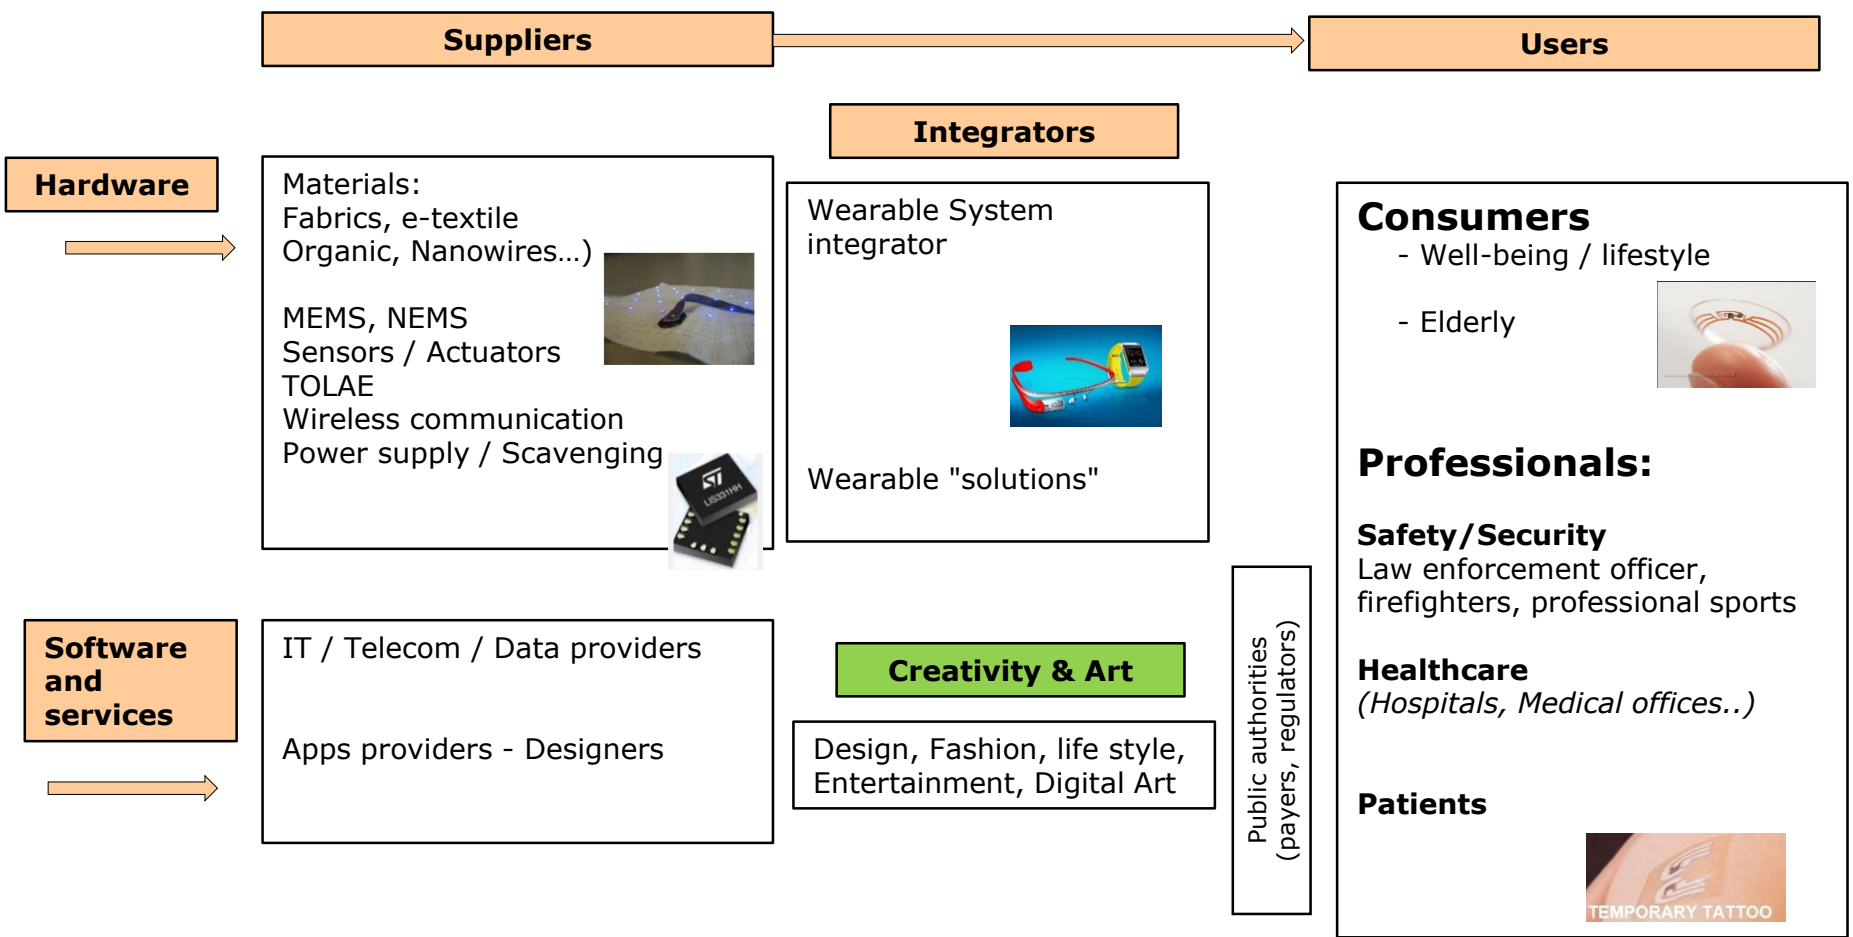 Suppliers
Users
Integrators
Hardware
Materials:
Fabrics, e-textile
Organic, Nanowires…)
MEMS, NEMS
Sensors / Actuators
TOLAE
Wireless communication
Power supply / Scavenging
LIS331HH
Wearable System
integrator
Wearable "solutions"
Consumers
- Well-being / lifestyle
- Elderly
Professionals:
Safety/Security
Law enforcement officer,
firefighters, professional sports
Healthcare
(Hospitals, Medical offices..)
Patients
TEMPORARY TATTOO
Software
and
services
IT / Telecom / Data providers
Apps providers - Designers
Creativity & Art
Design, Fashion, life style,
Entertainment, Digital Art
Public authorities
(payers, regulators)